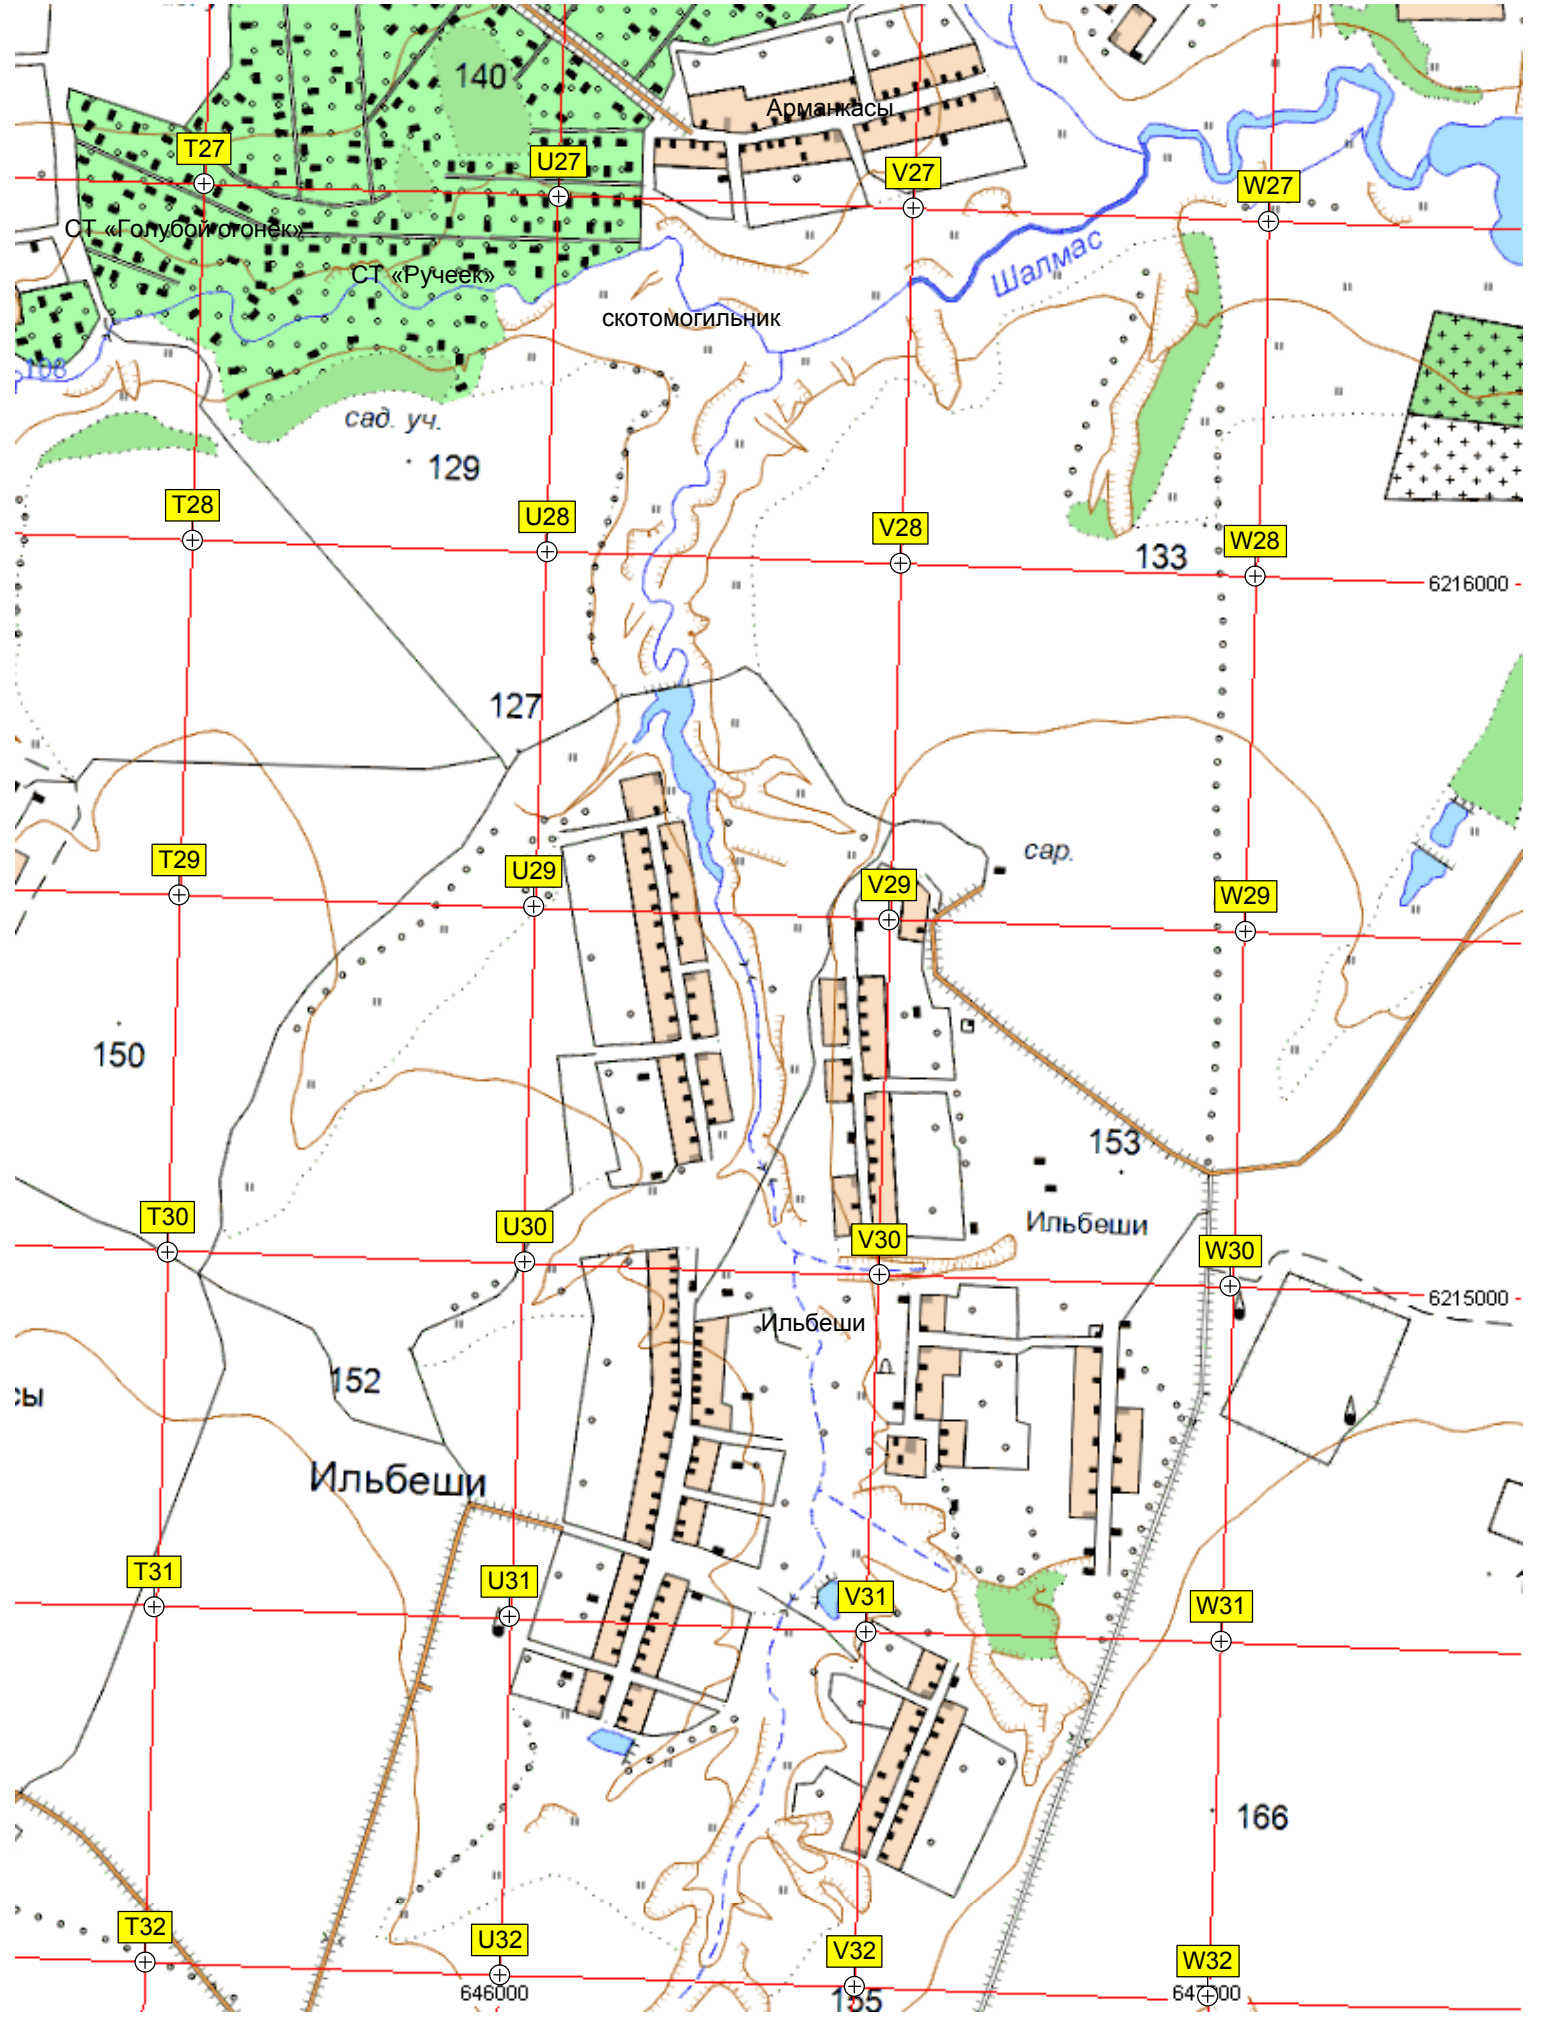 140
Арманкасы
T27
U27
V27
W27
СТ «Голубой огонек»
Шалмас
СТ «Ручеек»
скотомогильник
108
сад. уч.
129
T28
U28
V28
W28
133
6216000
127
сар.
T29
U29
V29
W29
150
153
T30
Ильбеши
U30
V30
W30
6215000
Ильбеши
152
сы
Ильбеши
T31
U31
V31
W31
166
T32
U32
V32
W32
646000